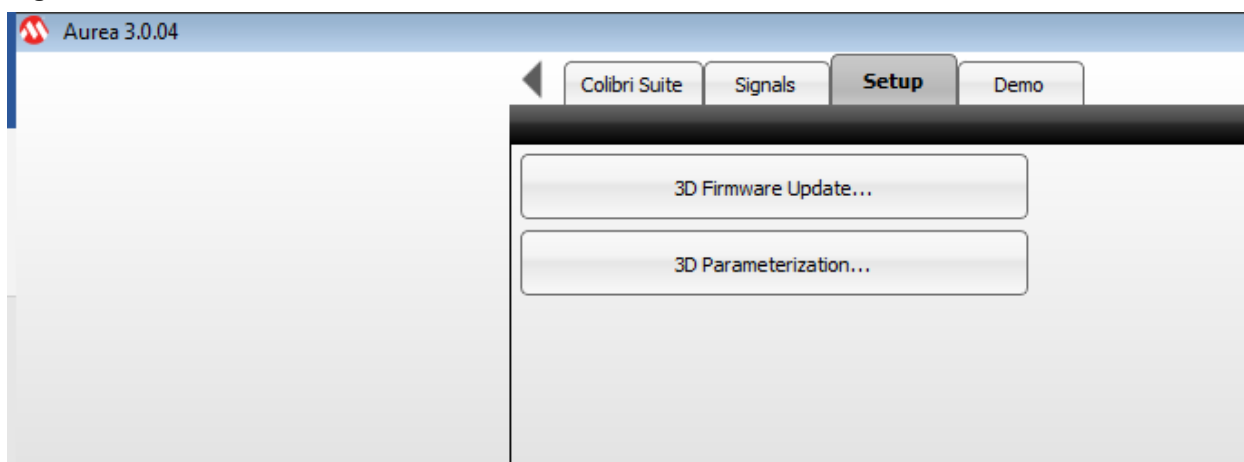 Aurea 3.0.04
Colibri Suite Signals Setup Demo
3D Firmware Update...
3D Parameterization...